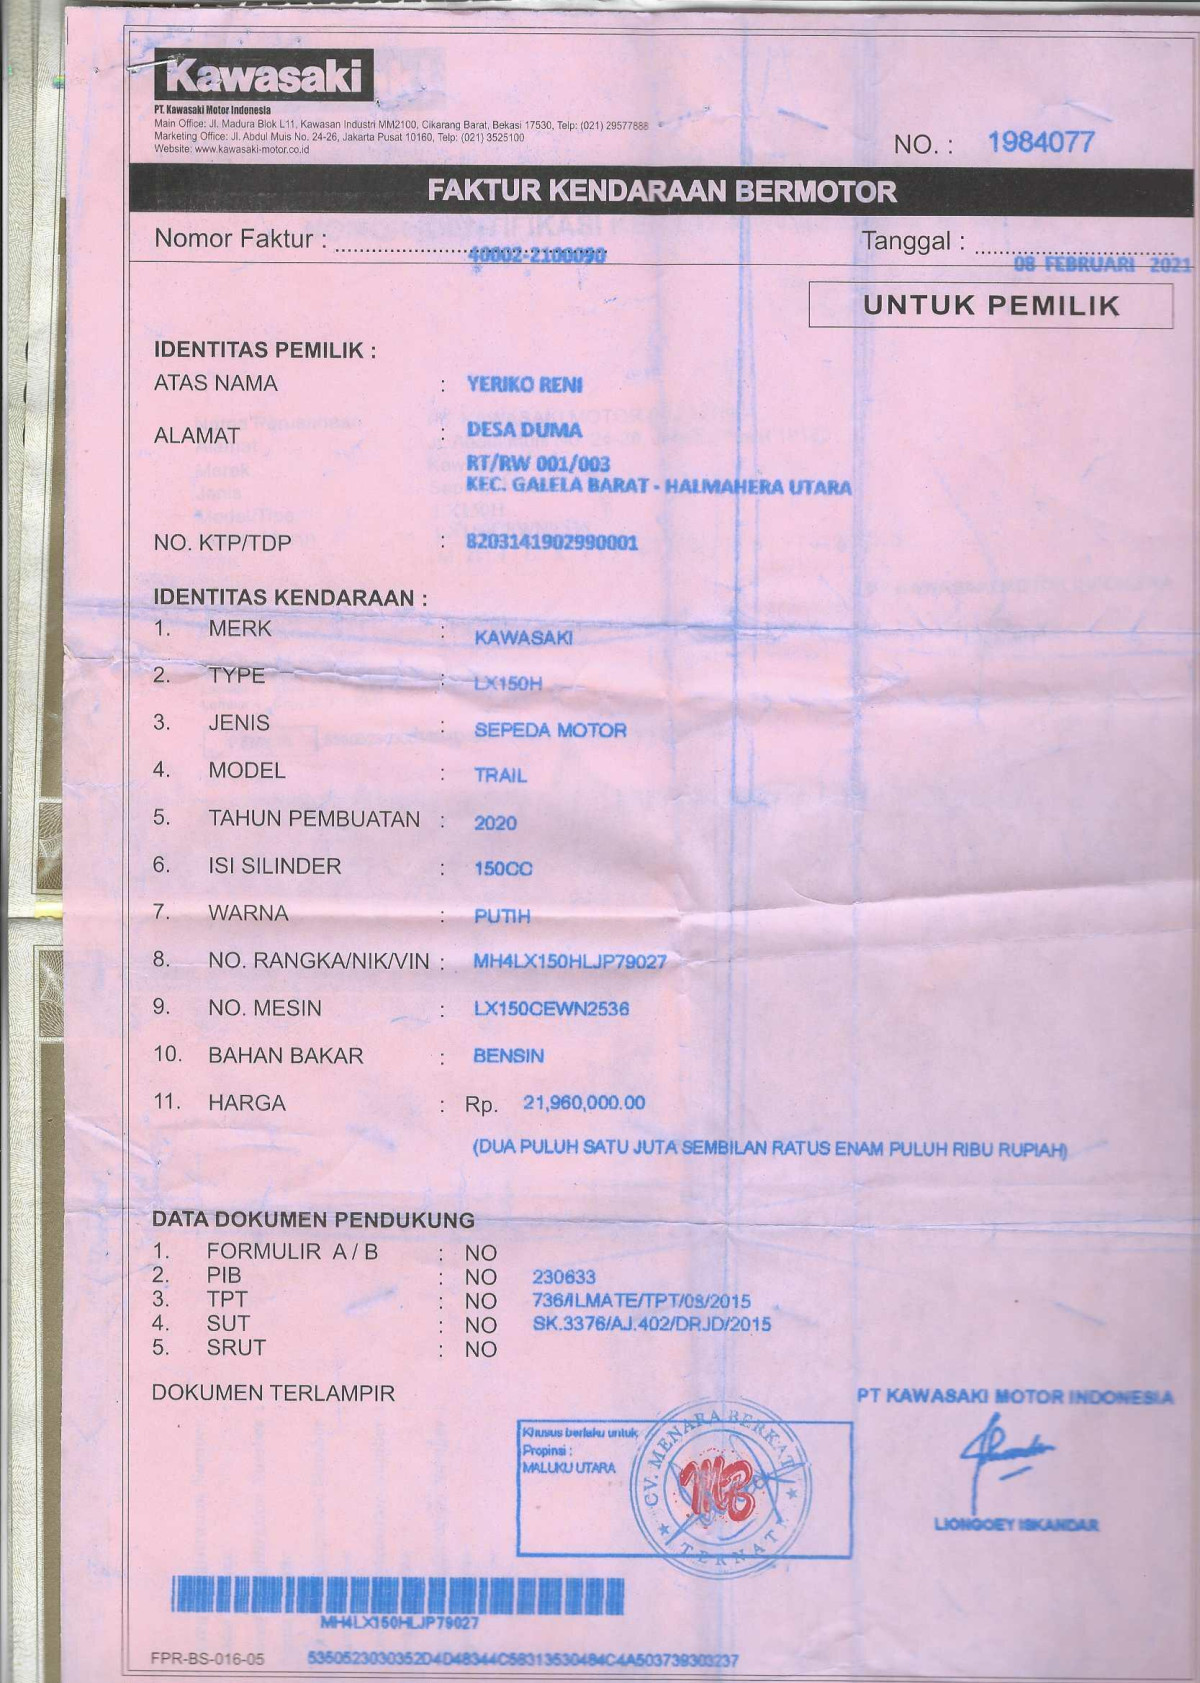 Kawasaki
PT. Kawasaki Motor Indonesia
Main Office: Jl. Madura Blok L11, Kawasan Industri MM2100, Cikarang Barat, Bekasi 17530, Telp: (021) 29577888
Marketing Office: Jl. Abdul Muis No. 24-26, Jakarta Pusat 10160, Telp: (021) 3525100
Website: www.kawasaki-motor.co.id
NO. : 1984077
FAKTUR KENDARAAN BERMOTOR
Nomor Faktur : 40002-2100090 Tanggal : 08 FEBRUARI 2021
UNTUK PEMILIK
IDENTITAS PEMILIK :
ATAS NAMA : YERIKO RENI
ALAMAT : DESA DUMA
RT/RW 001/003
KEC. GALELA BARAT - HALMAHERA UTARA
NO. KTP/TDP : 8203141902990001
IDENTITAS KENDARAAN :
1. MERK : KAWASAKI
2. TYPE : LX150H
3. JENIS : SEPEDA MOTOR
4. MODEL : TRAIL
5. TAHUN PEMBUATAN : 2020
6. ISI SILINDER : 150CC
7. WARNA : PUTIH
8. NO. RANGKA/NIK/VIN : MH4LX150HLJP79027
9. NO. MESIN : LX150CEWN2536
10. BAHAN BAKAR : BENSIN
11. HARGA : Rp. 21,960,000.00
(DUA PULUH SATU JUTA SEMBILAN RATUS ENAM PULUH RIBU RUPIAH)
DATA DOKUMEN PENDUKUNG
1. FORMULIR A / B : NO
2. PIB : NO 230633
3. TPT : NO 736/ILMATE/TPT/08/2015
4. SUT : NO SK.3376/AJ.402/DRJD/2015
5. SRUT : NO
DOKUMEN TERLAMPIR
PT KAWASAKI MOTOR INDONESIA
Khusus berlaku untuk
Propinsi :
MALUKU UTARA
CV. MENARA BERKAT
MB
TERNATE
LIONGOEY ISKANDAR
MH4LX150HLJP79027
FPR-BS-016-05 5350523030352D4D48344C58313530484C4A503739303237